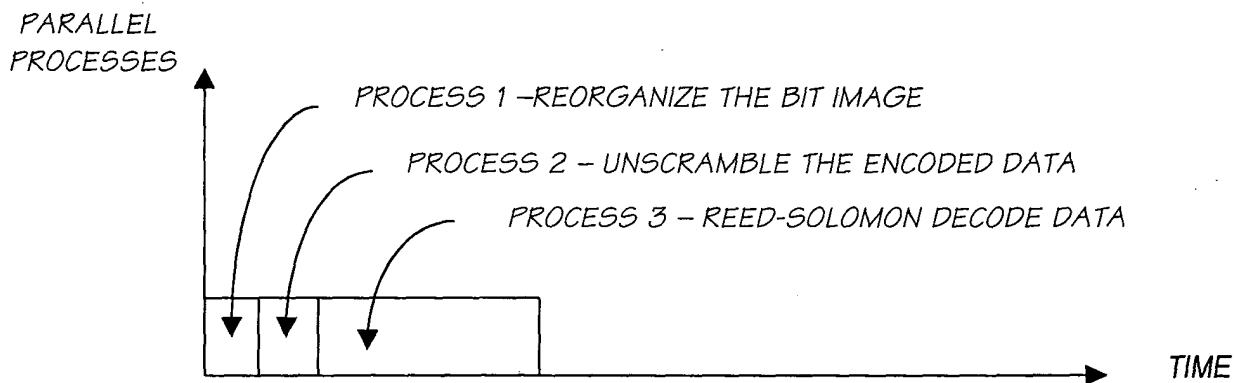 PARALLEL
PROCESSES
PROCESS 1 –REORGANIZE THE BIT IMAGE
PROCESS 2 – UNSCRAMBLE THE ENCODED DATA
PROCESS 3 – REED-SOLOMON DECODE DATA
TIME